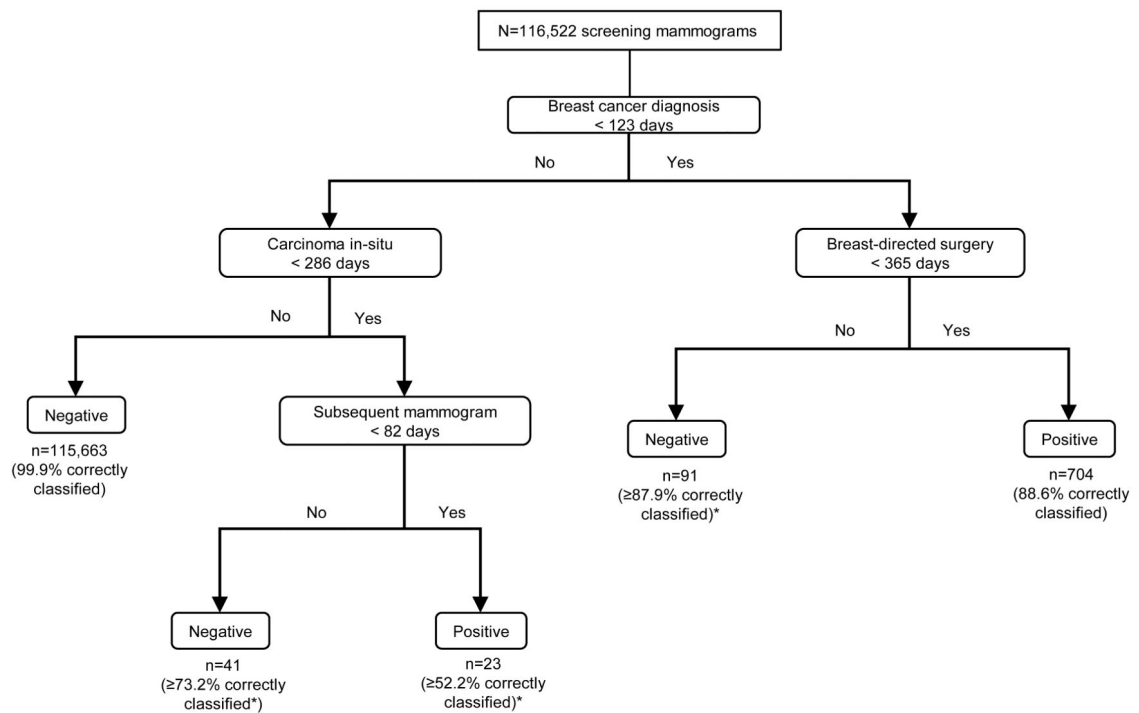 N=116,522 screening mammograms
Breast cancer diagnosis
< 123 days
No
Yes
Carcinoma in-situ
< 286 days
Breast-directed surgery
< 365 days
No
Yes
No
Yes
Negative
n=115,663
(99.9% correctly
classified)
Subsequent mammogram
< 82 days
Negative
n=91
(≥87.9% correctly
classified)*
Positive
n=704
(88.6% correctly
classified)
No
Yes
Negative
n=41
(≥73.2% correctly
classified*)
Positive
n=23
(≥52.2% correctly
classified)*